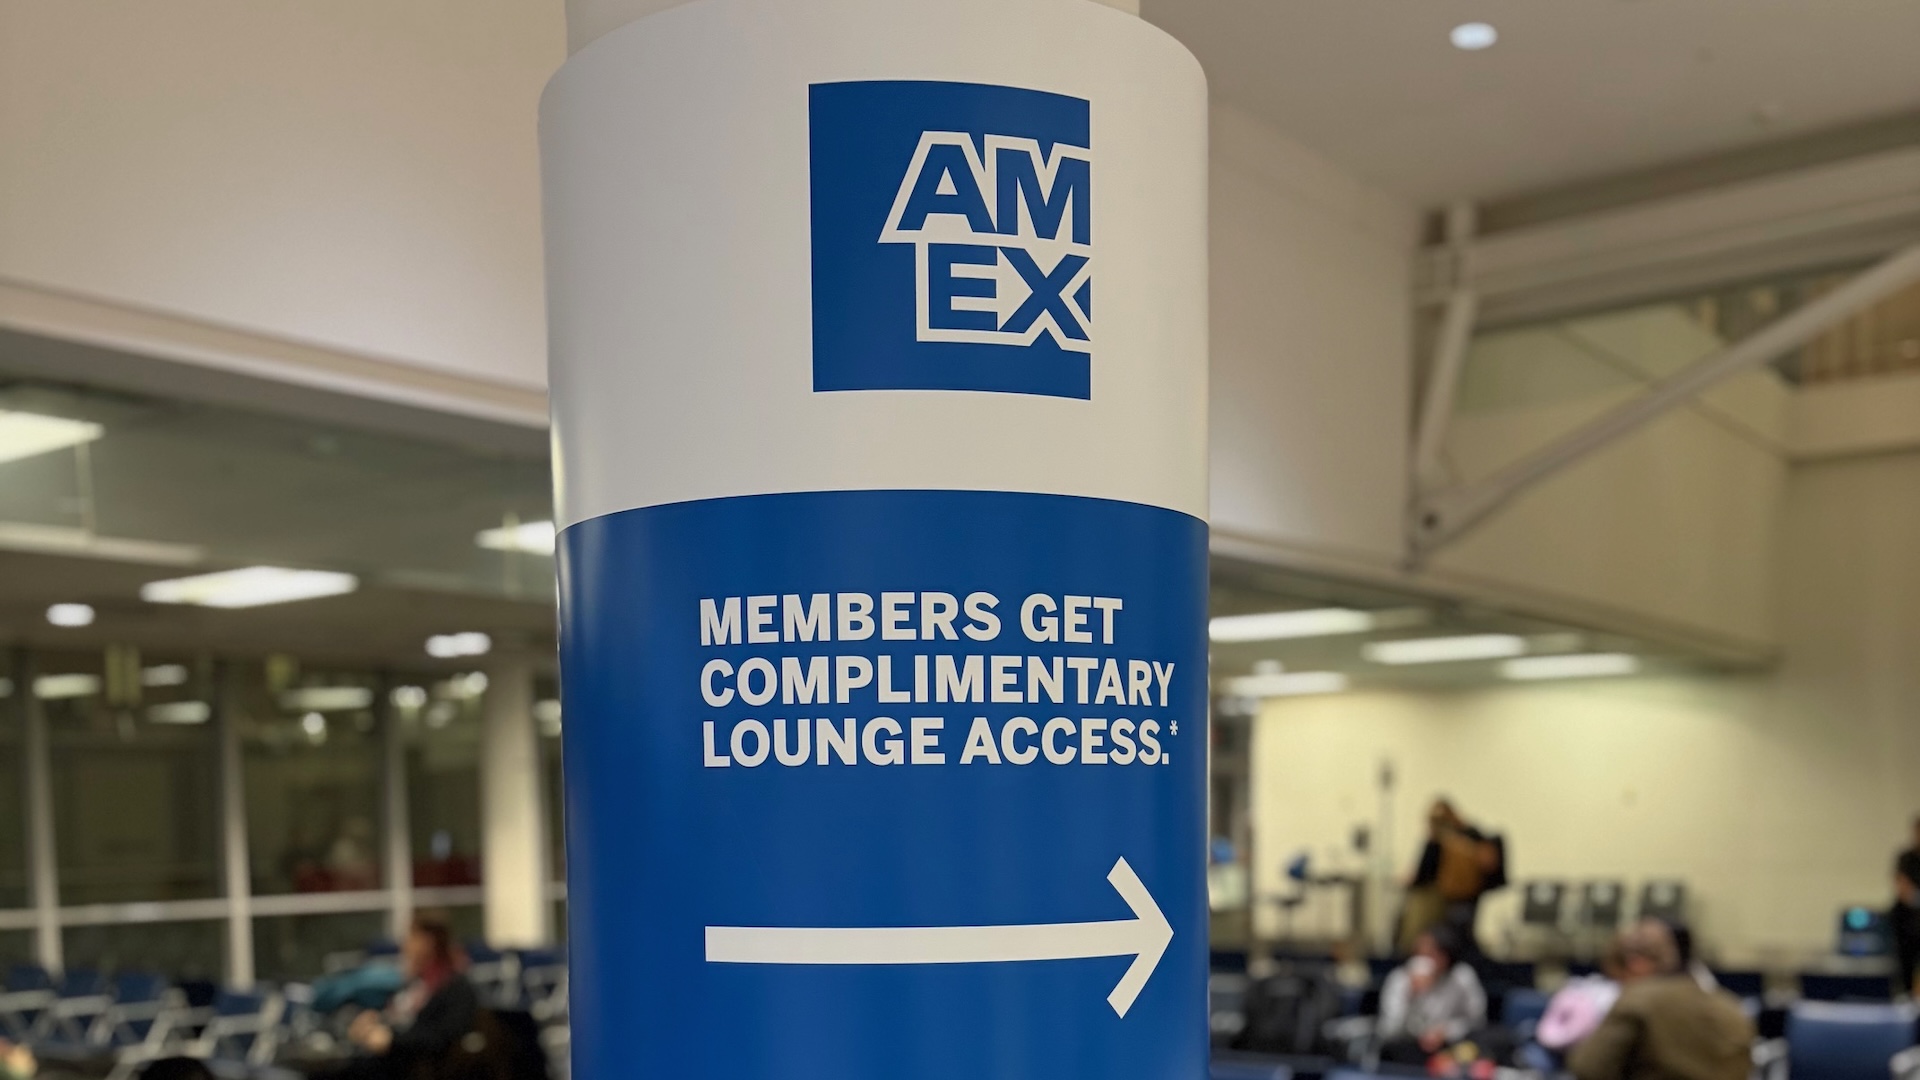 AM
EX
MEMBERS GET
COMPLIMENTARY
LOUNGE ACCESS.*